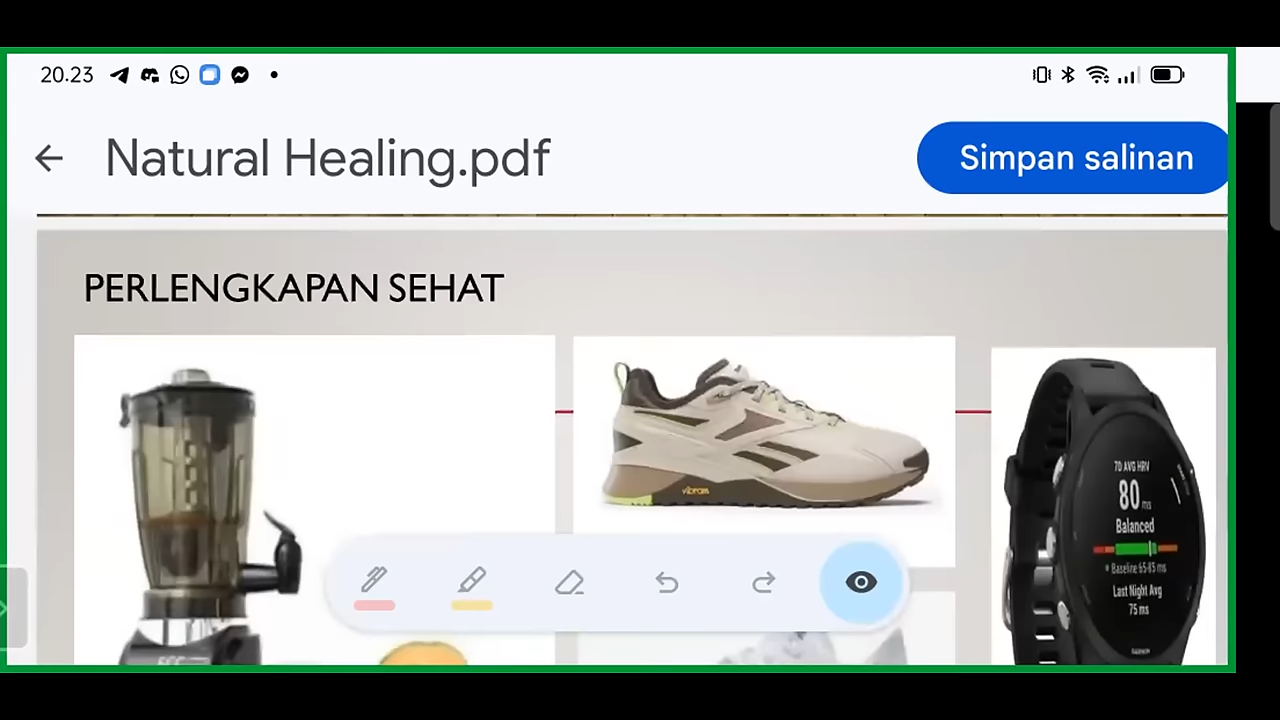 20.23
Natural Healing.pdf
Simpan salinan
PERLENGKAPAN SEHAT
vibram
7D AVG HRV
80 ms
Balanced
Baseline 65-85 ms
Last Night Avg
75 ms
GARMIN